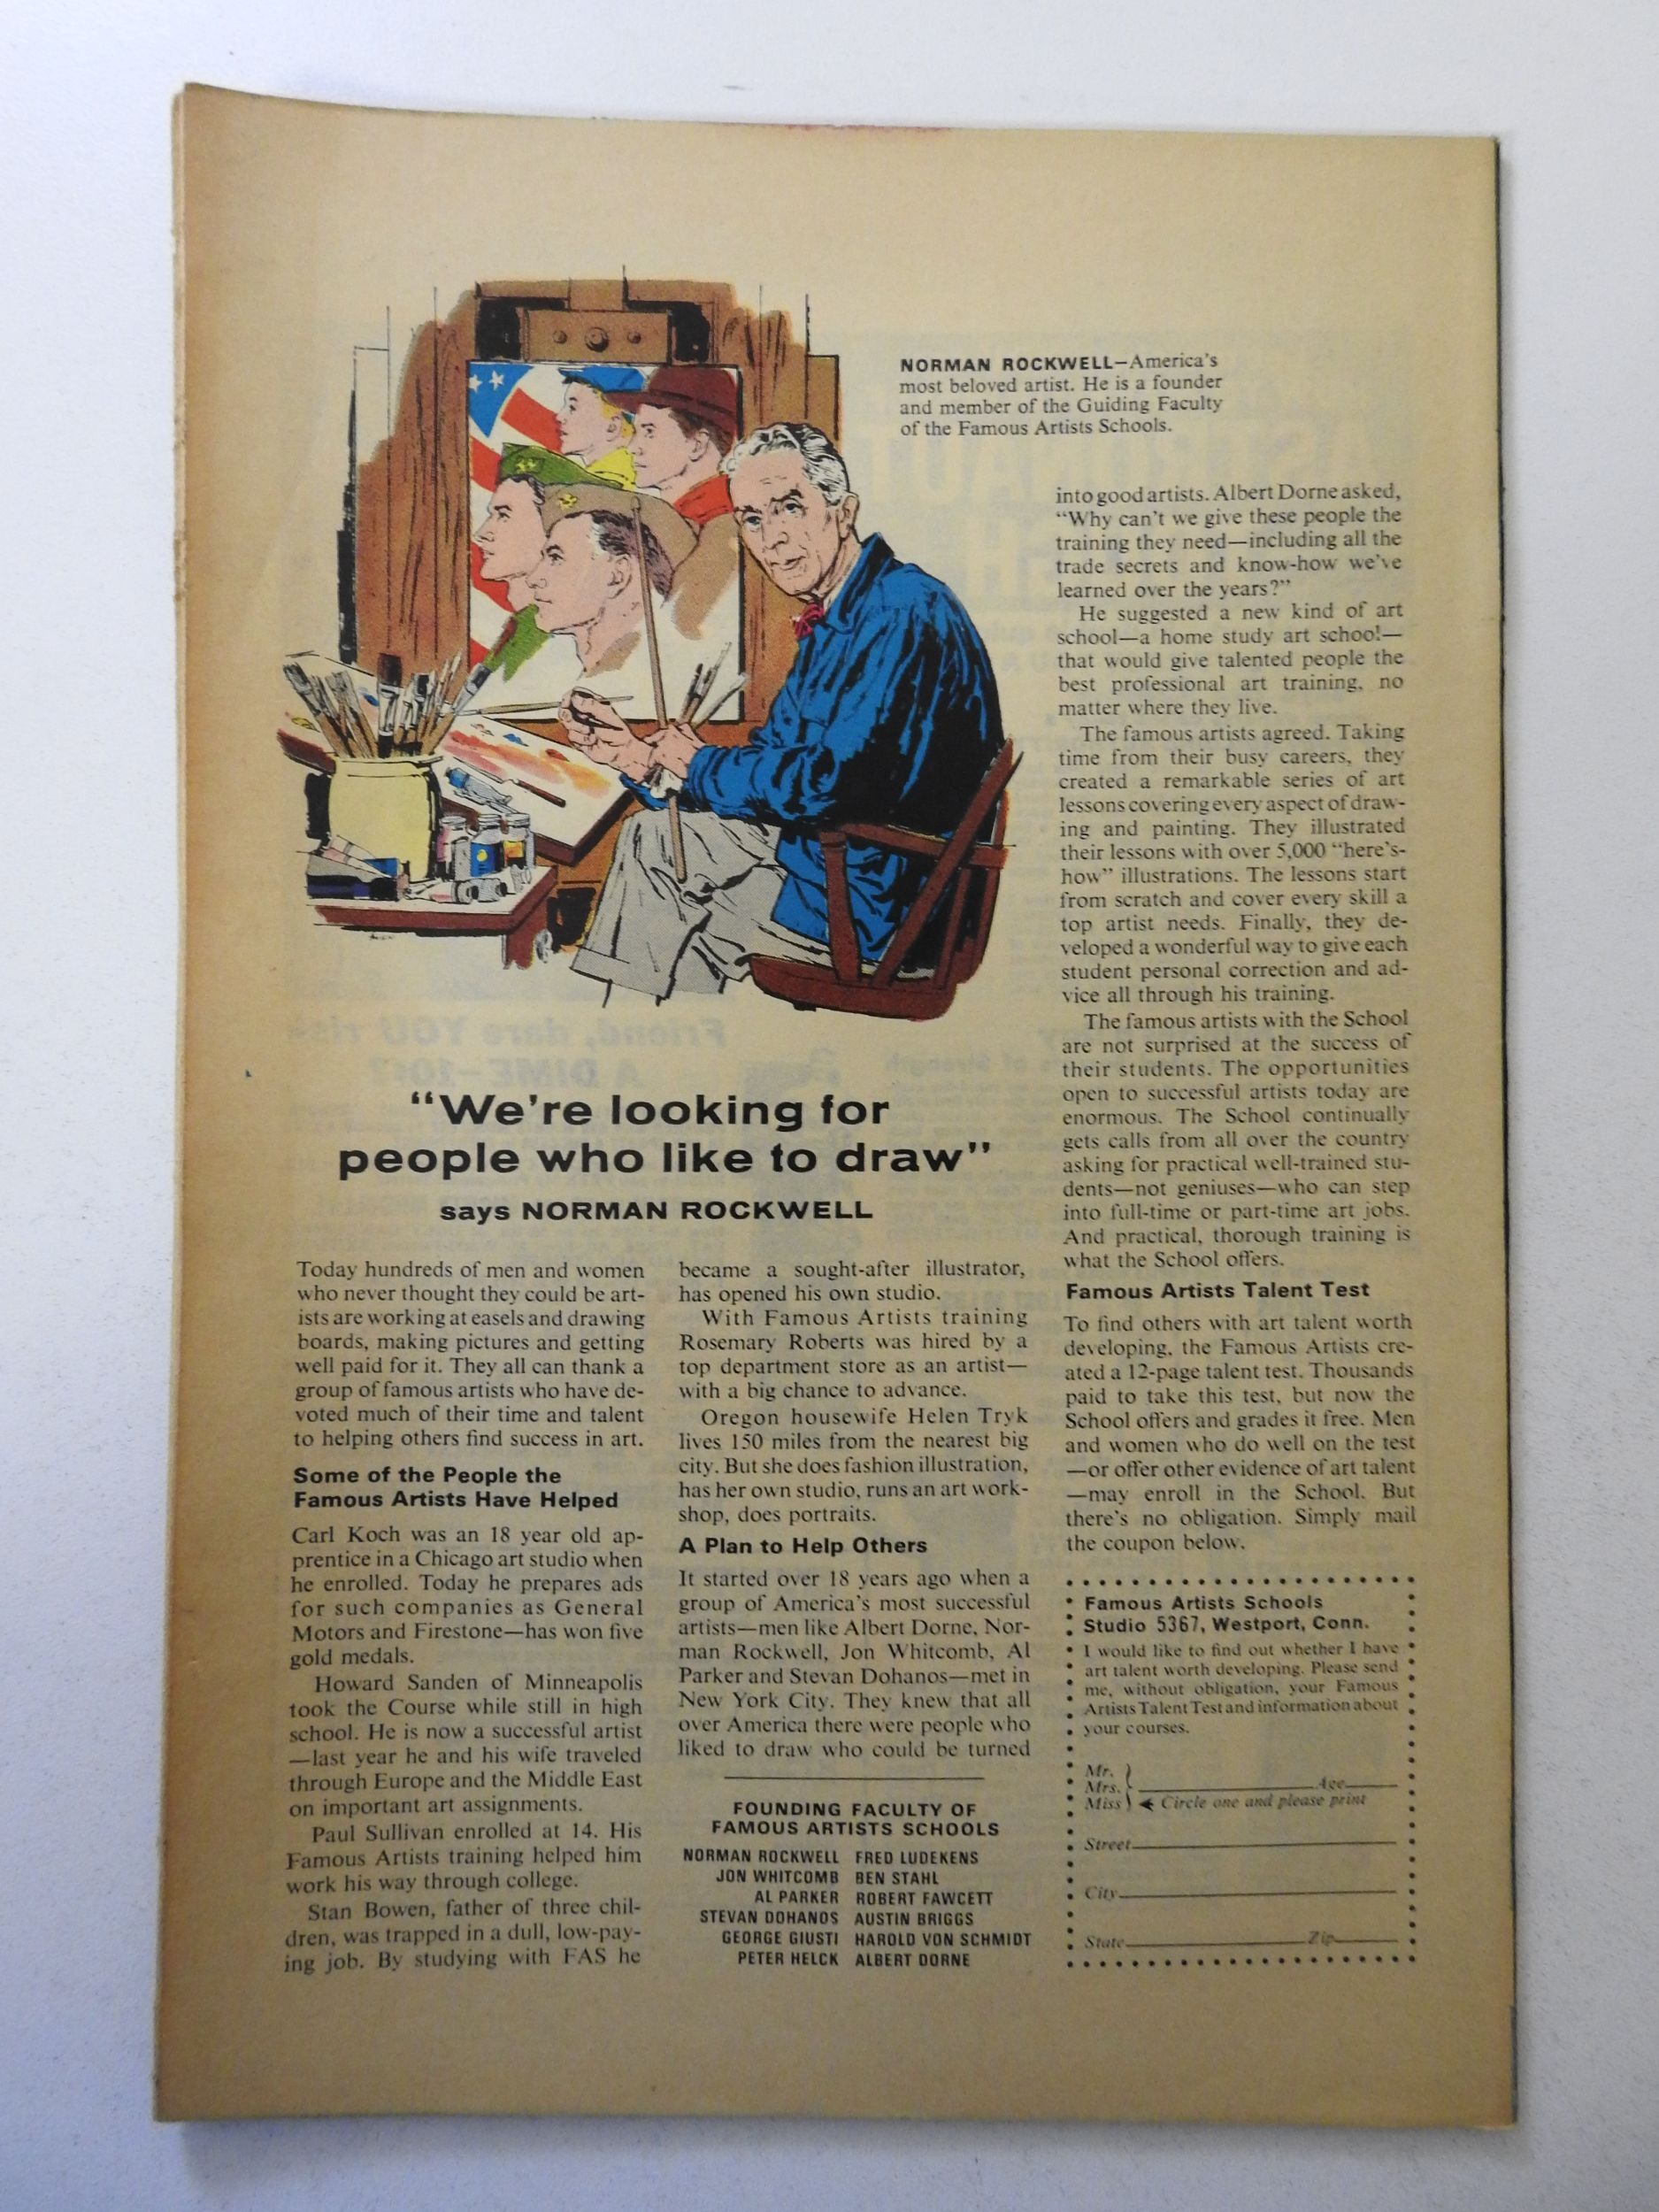 NORMAN ROCKWELL—America's
most beloved artist. He is a founder
and member of the Guiding Faculty
of the Famous Artists Schools.
"We're looking for
people who like to draw"
says NORMAN ROCKWELL
Today hundreds of men and women
who never thought they could be art-
ists are working at easels and drawing
boards, making pictures and getting
well paid for it. They all can thank a
group of famous artists who have de-
voted much of their time and talent
to helping others find success in art.
Some of the People the
Famous Artists Have Helped
Carl Koch was an 18 year old ap-
prentice in a Chicago art studio when
he enrolled. Today he prepares ads
for such companies as General
Motors and Firestone—has won five
gold medals.
Howard Sanden of Minneapolis
took the Course while still in high
school. He is now a successful artist
—last year he and his wife traveled
through Europe and the Middle East
on important art assignments.
Paul Sullivan enrolled at 14. His
Famous Artists training helped him
work his way through college.
Stan Bowen, father of three chil-
dren, was trapped in a dull, low-pay-
ing job. By studying with FAS he
became a sought-after illustrator,
has opened his own studio.
With Famous Artists training
Rosemary Roberts was hired by a
top department store as an artist—
with a big chance to advance.
Oregon housewife Helen Tryk
lives 150 miles from the nearest big
city. But she does fashion illustration,
has her own studio, runs an art work-
shop, does portraits.
A Plan to Help Others
It started over 18 years ago when a
group of America's most successful
artists—men like Albert Dorne, Nor-
man Rockwell, Jon Whitcomb, Al
Parker and Stevan Dohanos—met in
New York City. They knew that all
over America there were people who
liked to draw who could be turned
FOUNDING FACULTY OF
FAMOUS ARTISTS SCHOOLS
NORMAN ROCKWELL FRED LUDEKENS
JON WHITCOMB BEN STAHL
AL PARKER ROBERT FAWCETT
STEVAN DOHANOS AUSTIN BRIGGS
GEORGE GIUSTI HAROLD VON SCHMIDT
PETER HELCK ALBERT DORNE
into good artists. Albert Dorne asked,
"Why can't we give these people the
training they need—including all the
trade secrets and know-how we've
learned over the years?"
He suggested a new kind of art
school—a home study art school—
that would give talented people the
best professional art training, no
matter where they live.
The famous artists agreed. Taking
time from their busy careers, they
created a remarkable series of art
lessons covering every aspect of draw-
ing and painting. They illustrated
their lessons with over 5,000 "here's-
how" illustrations. The lessons start
from scratch and cover every skill a
top artist needs. Finally, they de-
veloped a wonderful way to give each
student personal correction and ad-
vice all through his training.
The famous artists with the School
are not surprised at the success of
their students. The opportunities
open to successful artists today are
enormous. The School continually
gets calls from all over the country
asking for practical well-trained stu-
dents—not geniuses—who can step
into full-time or part-time art jobs.
And practical, thorough training is
what the School offers.
Famous Artists Talent Test
To find others with art talent worth
developing, the Famous Artists cre-
ated a 12-page talent test. Thousands
paid to take this test, but now the
School offers and grades it free. Men
and women who do well on the test
—or offer other evidence of art talent
—may enroll in the School. But
there's no obligation. Simply mail
the coupon below.
Famous Artists Schools
Studio 5367, Westport, Conn.
I would like to find out whether I have
art talent worth developing. Please send
me, without obligation, your Famous
Artists Talent Test and information about
your courses.
Mr.
Mrs. Age
Miss Circle one and please print
Street
City
State Zip